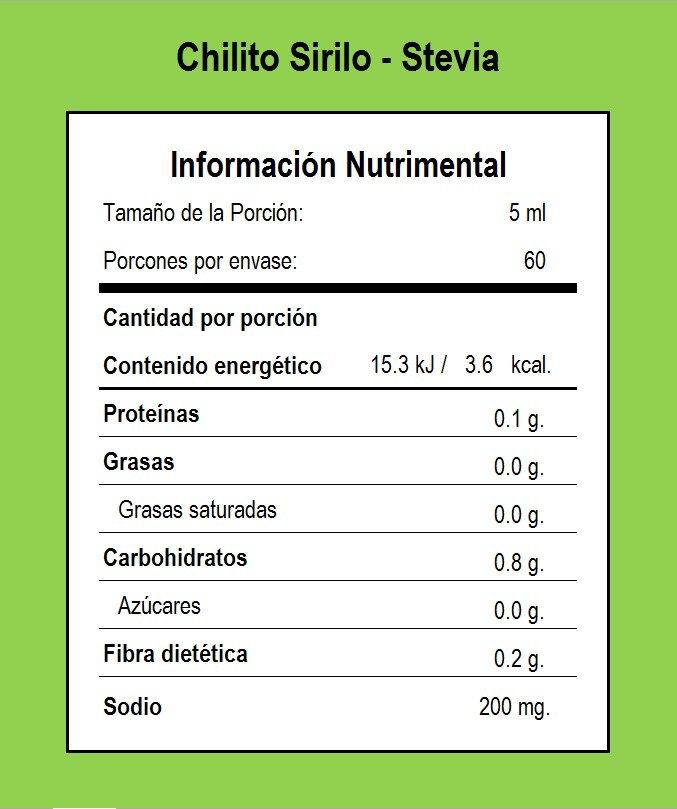 Chilito Sirilo - Stevia
Información Nutrimental
Tamaño de la Porción: 5 ml
Porcones por envase: 60
Cantidad por porción
Contenido energético 15.3 kJ / 3.6 kcal.
Proteínas 0.1 g.
Grasas 0.0 g.
Grasas saturadas 0.0 g.
Carbohidratos 0.8 g.
Azúcares 0.0 g.
Fibra dietética 0.2 g.
Sodio 200 mg.